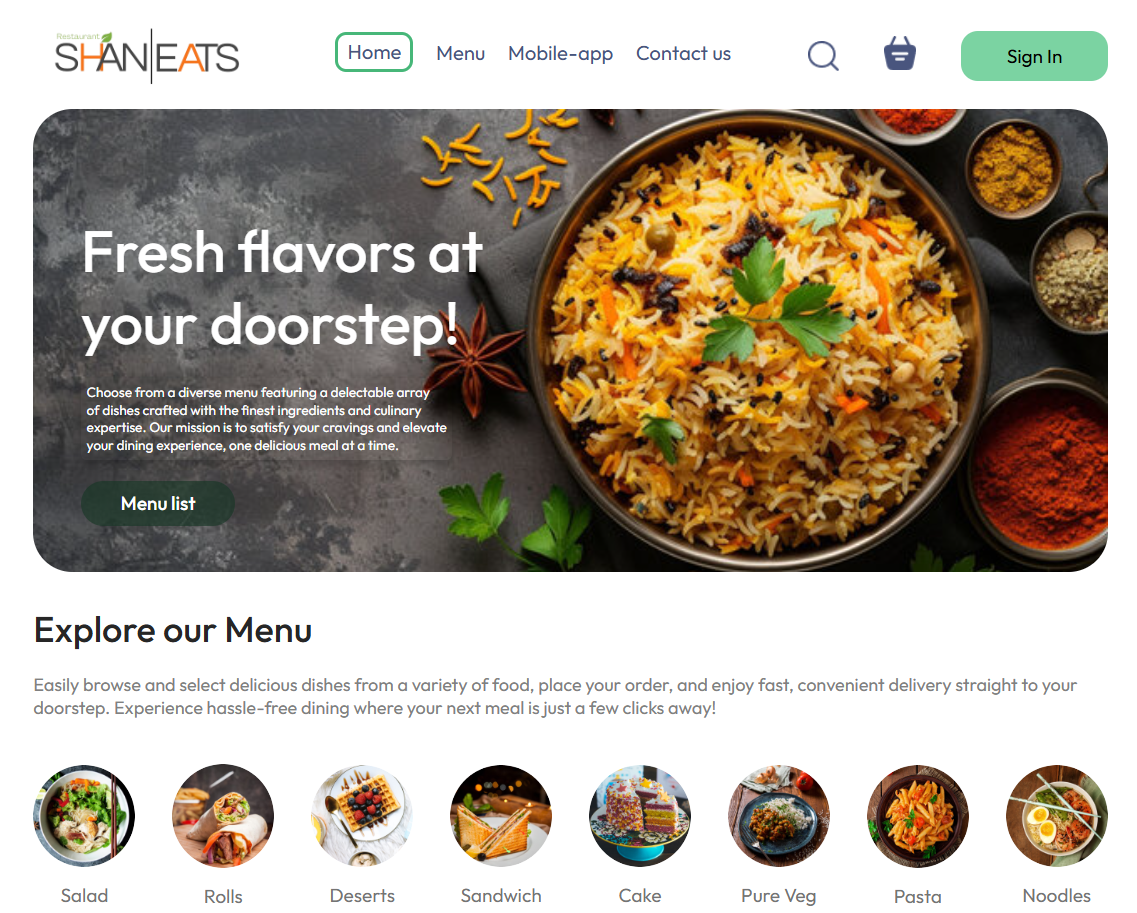 Restaurant
SHAN|EATS
Home Menu Mobile-app Contact us Sign In
Fresh flavors at
your doorstep!
Choose from a diverse menu featuring a delectable array
of dishes crafted with the finest ingredients and culinary
expertise. Our mission is to satisfy your cravings and elevate
your dining experience, one delicious meal at a time.
Menu list
Explore our Menu
Easily browse and select delicious dishes from a variety of food, place your order, and enjoy fast, convenient delivery straight to your
doorstep. Experience hassle-free dining where your next meal is just a few clicks away!
Salad Rolls Deserts Sandwich Cake Pure Veg Pasta Noodles